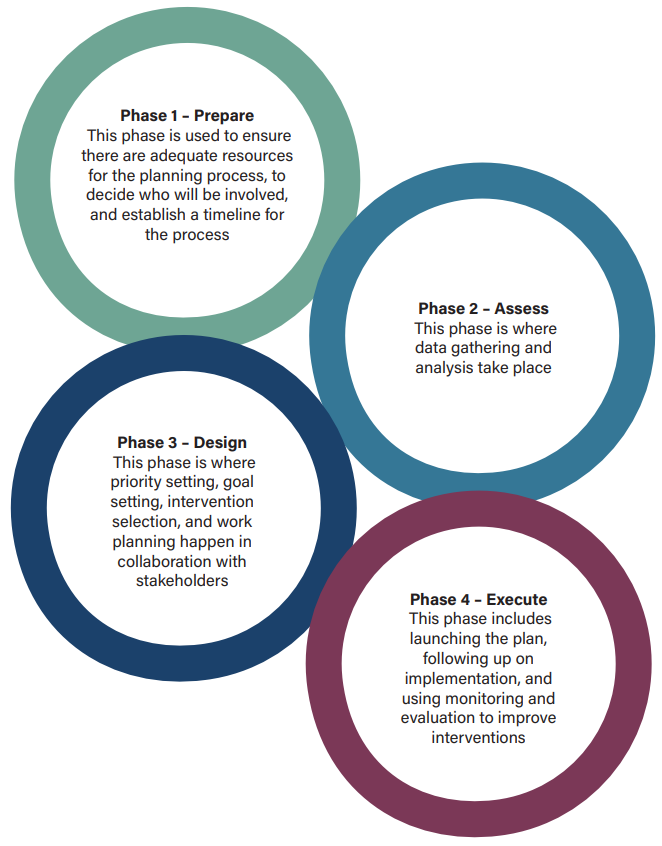 Phase 1 – Prepare
This phase is used to ensure
there are adequate resources
for the planning process, to
decide who will be involved,
and establish a timeline for
the process
Phase 2 – Assess
This phase is where
data gathering and
analysis take place
Phase 3 – Design
This phase is where
priority setting, goal
setting, intervention
selection, and work
planning happen in
collaboration with
stakeholders
Phase 4 – Execute
This phase includes
launching the plan,
following up on
implementation, and
using monitoring and
evaluation to improve
interventions